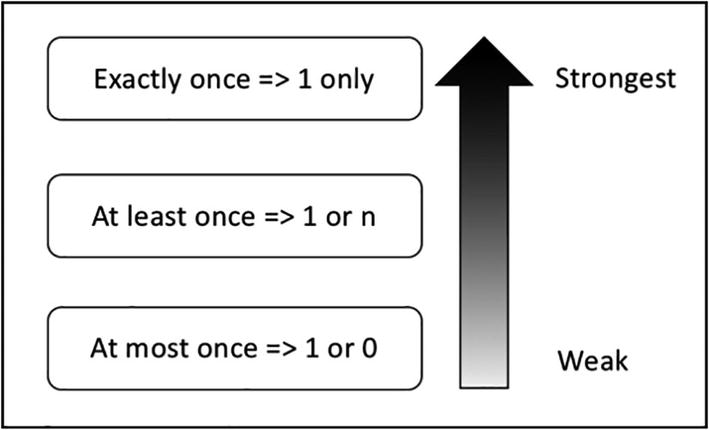 Exactly once => 1 only
Strongest
At least once => 1 or n
At most once => 1 or 0
Weak